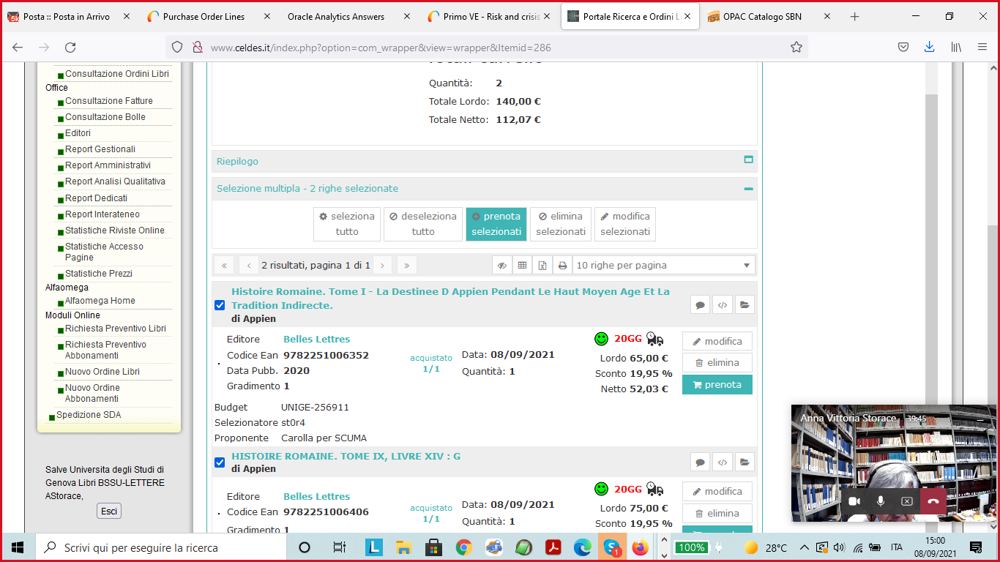 Posta :: Posta in Arrivo
Purchase Order Lines
Oracle Analytics Answers
Primo VE - Risk and crisis
Portale Ricerca e Ordini Li
OPAC Catalogo SBN
www.celdes.it/index.php?option=com_wrapper&view=wrapper&Itemid=286
Consultazione Ordini Libri
Office
Consultazione Fatture
Consultazione Bolle
Editori
Report Gestionali
Report Amministrativi
Report Analisi Qualitativa
Report Dedicati
Report Interateneo
Statistiche Riviste Online
Statistiche Accesso
Pagine
Statistiche Prezzi
Alfaomega
Alfaomega Home
Moduli Online
Richiesta Preventivo Libri
Richiesta Preventivo
Abbonamenti
Nuovo Ordine Libri
Nuovo Ordine
Abbonamenti
Spedizione SDA
Salve Universita degli Studi di
Genova Libri BSSU-LETTERE
AStorace,
Esci
Quantità: 2
Totale Lordo: 140,00 €
Totale Netto: 112,07 €
Riepilogo
Selezione multipla - 2 righe selezionate
seleziona tutto
deseleziona tutto
prenota selezionati
elimina selezionati
modifica selezionati
« ‹ 2 risultati, pagina 1 di 1 › »
10 righe per pagina
Histoire Romaine. Tome I - La Destinee D Appien Pendant Le Haut Moyen Age Et La
Tradition Indirecte.
di Appien
Editore Belles Lettres
Codice Ean 9782251006352
Data Pubb. 2020
Gradimento 1
acquistato
1/1
Data: 08/09/2021
Quantità: 1
20GG
Lordo 65,00 €
Sconto 19,95 %
Netto 52,03 €
modifica
elimina
prenota
Budget UNIGE-256911
Selezionatore st0r4
Proponente Carolla per SCUMA
HISTOIRE ROMAINE. TOME IX, LIVRE XIV : G
di Appien
Editore Belles Lettres
Codice Ean 9782251006406
Gradimento 1
acquistato
1/1
Data: 08/09/2021
Quantità: 1
20GG
Lordo 75,00 €
Sconto 19,95 %
modifica
elimina
Anna Vittoria Storace 39:45
Scrivi qui per eseguire la ricerca
L
1
100%
28°C
ITA
15:00
08/09/2021